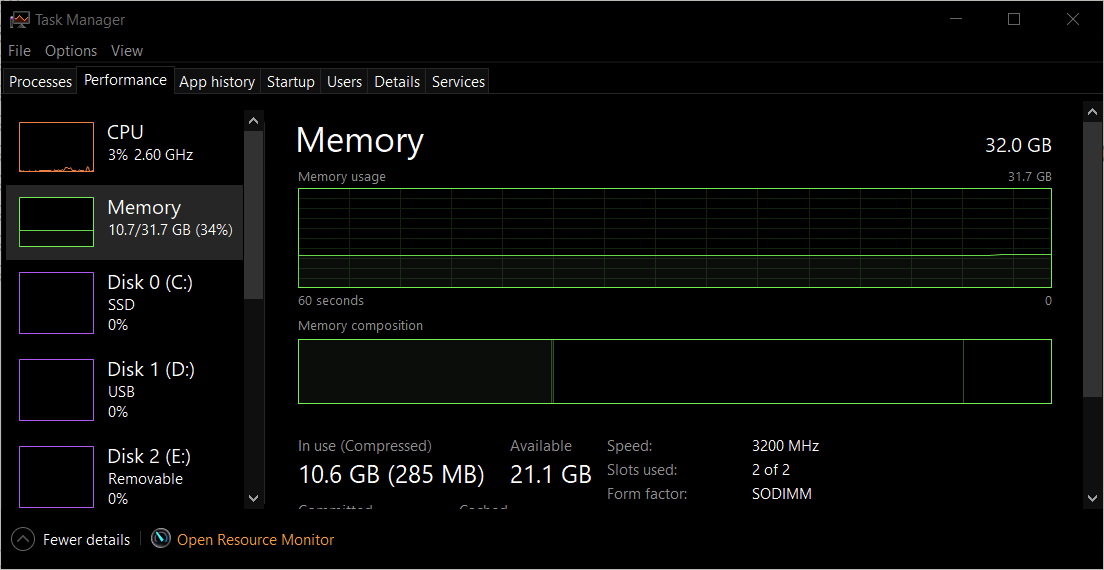 Task Manager
File Options View
Processes Performance App history Startup Users Details Services
CPU
3% 2.60 GHz
Memory
10.7/31.7 GB (34%)
Disk 0 (C:)
SSD
0%
Disk 1 (D:)
USB
0%
Disk 2 (E:)
Removable
0%
Memory
32.0 GB
Memory usage
31.7 GB
60 seconds
0
Memory composition
In use (Compressed)
10.6 GB (285 MB)
Available
21.1 GB
Speed: 3200 MHz
Slots used: 2 of 2
Form factor: SODIMM
Committed Cached
Fewer details
Open Resource Monitor